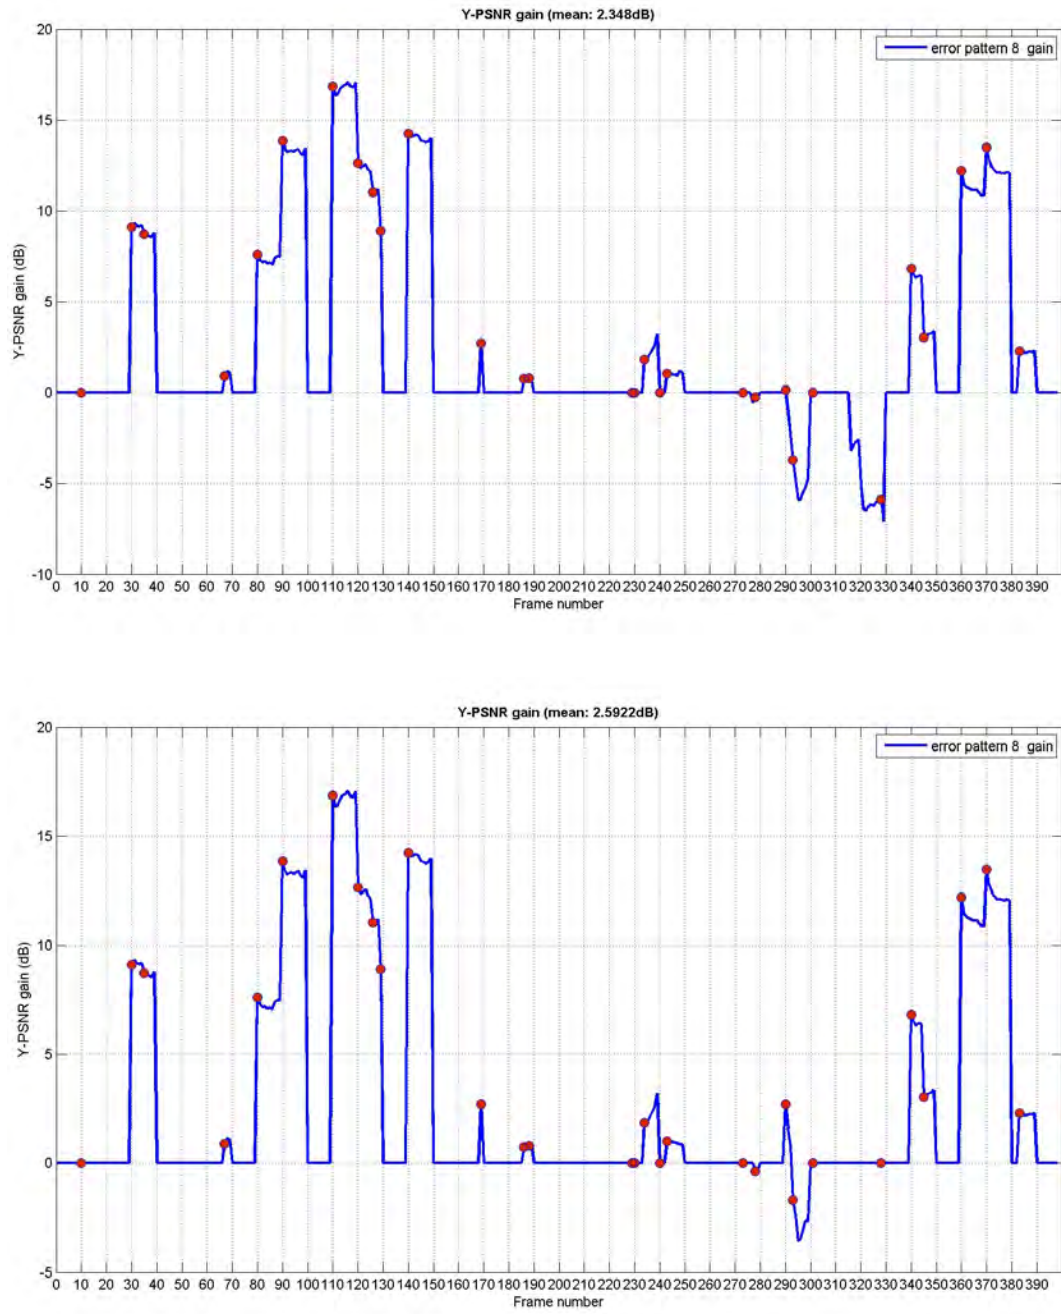 Y-PSNR gain (mean: 2.348dB)
error pattern 8 gain
20
15
10
5
0
-5
-10
Y-PSNR gain (dB)
0 10 20 30 40 50 60 70 80 90 100 110 120 130 140 150 160 170 180 190 200 210 220 230 240 250 260 270 280 290 300 310 320 330 340 350 360 370 380 390
Frame number
Y-PSNR gain (mean: 2.5922dB)
error pattern 8 gain
20
15
10
5
0
-5
Y-PSNR gain (dB)
0 10 20 30 40 50 60 70 80 90 100 110 120 130 140 150 160 170 180 190 200 210 220 230 240 250 260 270 280 290 300 310 320 330 340 350 360 370 380 390
Frame number